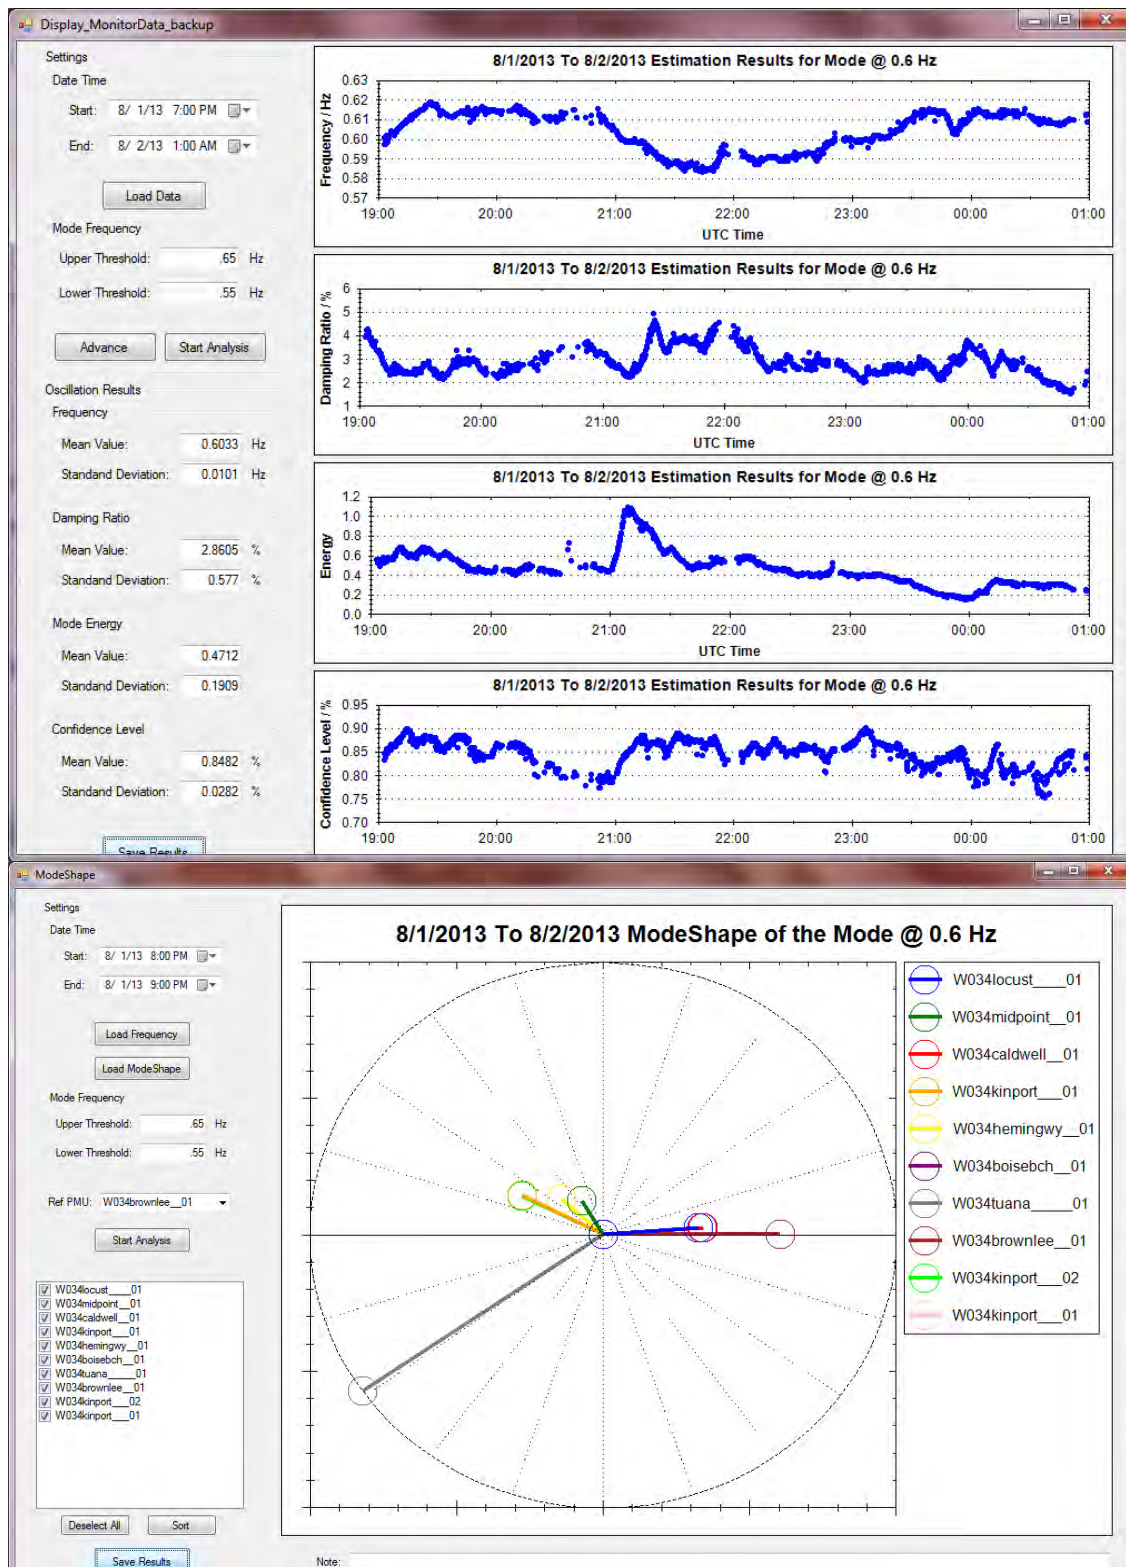 Display_MonitorData_backup
Settings
Date Time
Start: 8/ 1/13 7:00 PM
End: 8/ 2/13 1:00 AM
Load Data
Mode Frequency
Upper Threshold: .65 Hz
Lower Threshold: .55 Hz
Advance Start Analysis
Oscillation Results
Frequency
Mean Value: 0.6033 Hz
Standand Deviation: 0.0101 Hz
Damping Ratio
Mean Value: 2.8605 %
Standand Deviation: 0.577 %
Mode Energy
Mean Value: 0.4712
Standand Deviation: 0.1909
Confidence Level
Mean Value: 0.8482 %
Standand Deviation: 0.0282 %
Save Results
8/1/2013 To 8/2/2013 Estimation Results for Mode @ 0.6 Hz
Frequency / Hz
0.63
0.62
0.61
0.60
0.59
0.58
0.57
19:00 20:00 21:00 22:00 23:00 00:00 01:00
UTC Time
8/1/2013 To 8/2/2013 Estimation Results for Mode @ 0.6 Hz
Damping Ratio / %
6
5
4
3
2
1
19:00 20:00 21:00 22:00 23:00 00:00 01:00
UTC Time
8/1/2013 To 8/2/2013 Estimation Results for Mode @ 0.6 Hz
Energy
1.2
1.0
0.8
0.6
0.4
0.2
0.0
19:00 20:00 21:00 22:00 23:00 00:00 01:00
UTC Time
8/1/2013 To 8/2/2013 Estimation Results for Mode @ 0.6 Hz
Confidence Level / %
0.95
0.90
0.85
0.80
0.75
0.70
19:00 20:00 21:00 22:00 23:00 00:00 01:00
UTC Time
ModeShape
Settings
Date Time
Start: 8/ 1/13 8:00 PM
End: 8/ 1/13 9:00 PM
Load Frequency
Load ModeShape
Mode Frequency
Upper Threshold: .65 Hz
Lower Threshold: .55 Hz
Ref PMU: W034brownlee__01
Start Analysis
W034locust____01
W034midpoint__01
W034caldwell__01
W034kinport___01
W034hemingwy__01
W034boisebch__01
W034tuana_____01
W034brownlee__01
W034kinport___02
W034kinport___01
Deselect All Sort
Save Results
8/1/2013 To 8/2/2013 ModeShape of the Mode @ 0.6 Hz
W034locust____01
W034midpoint__01
W034caldwell__01
W034kinport___01
W034hemingwy__01
W034boisebch__01
W034tuana_____01
W034brownlee__01
W034kinport___02
W034kinport___01
Note: